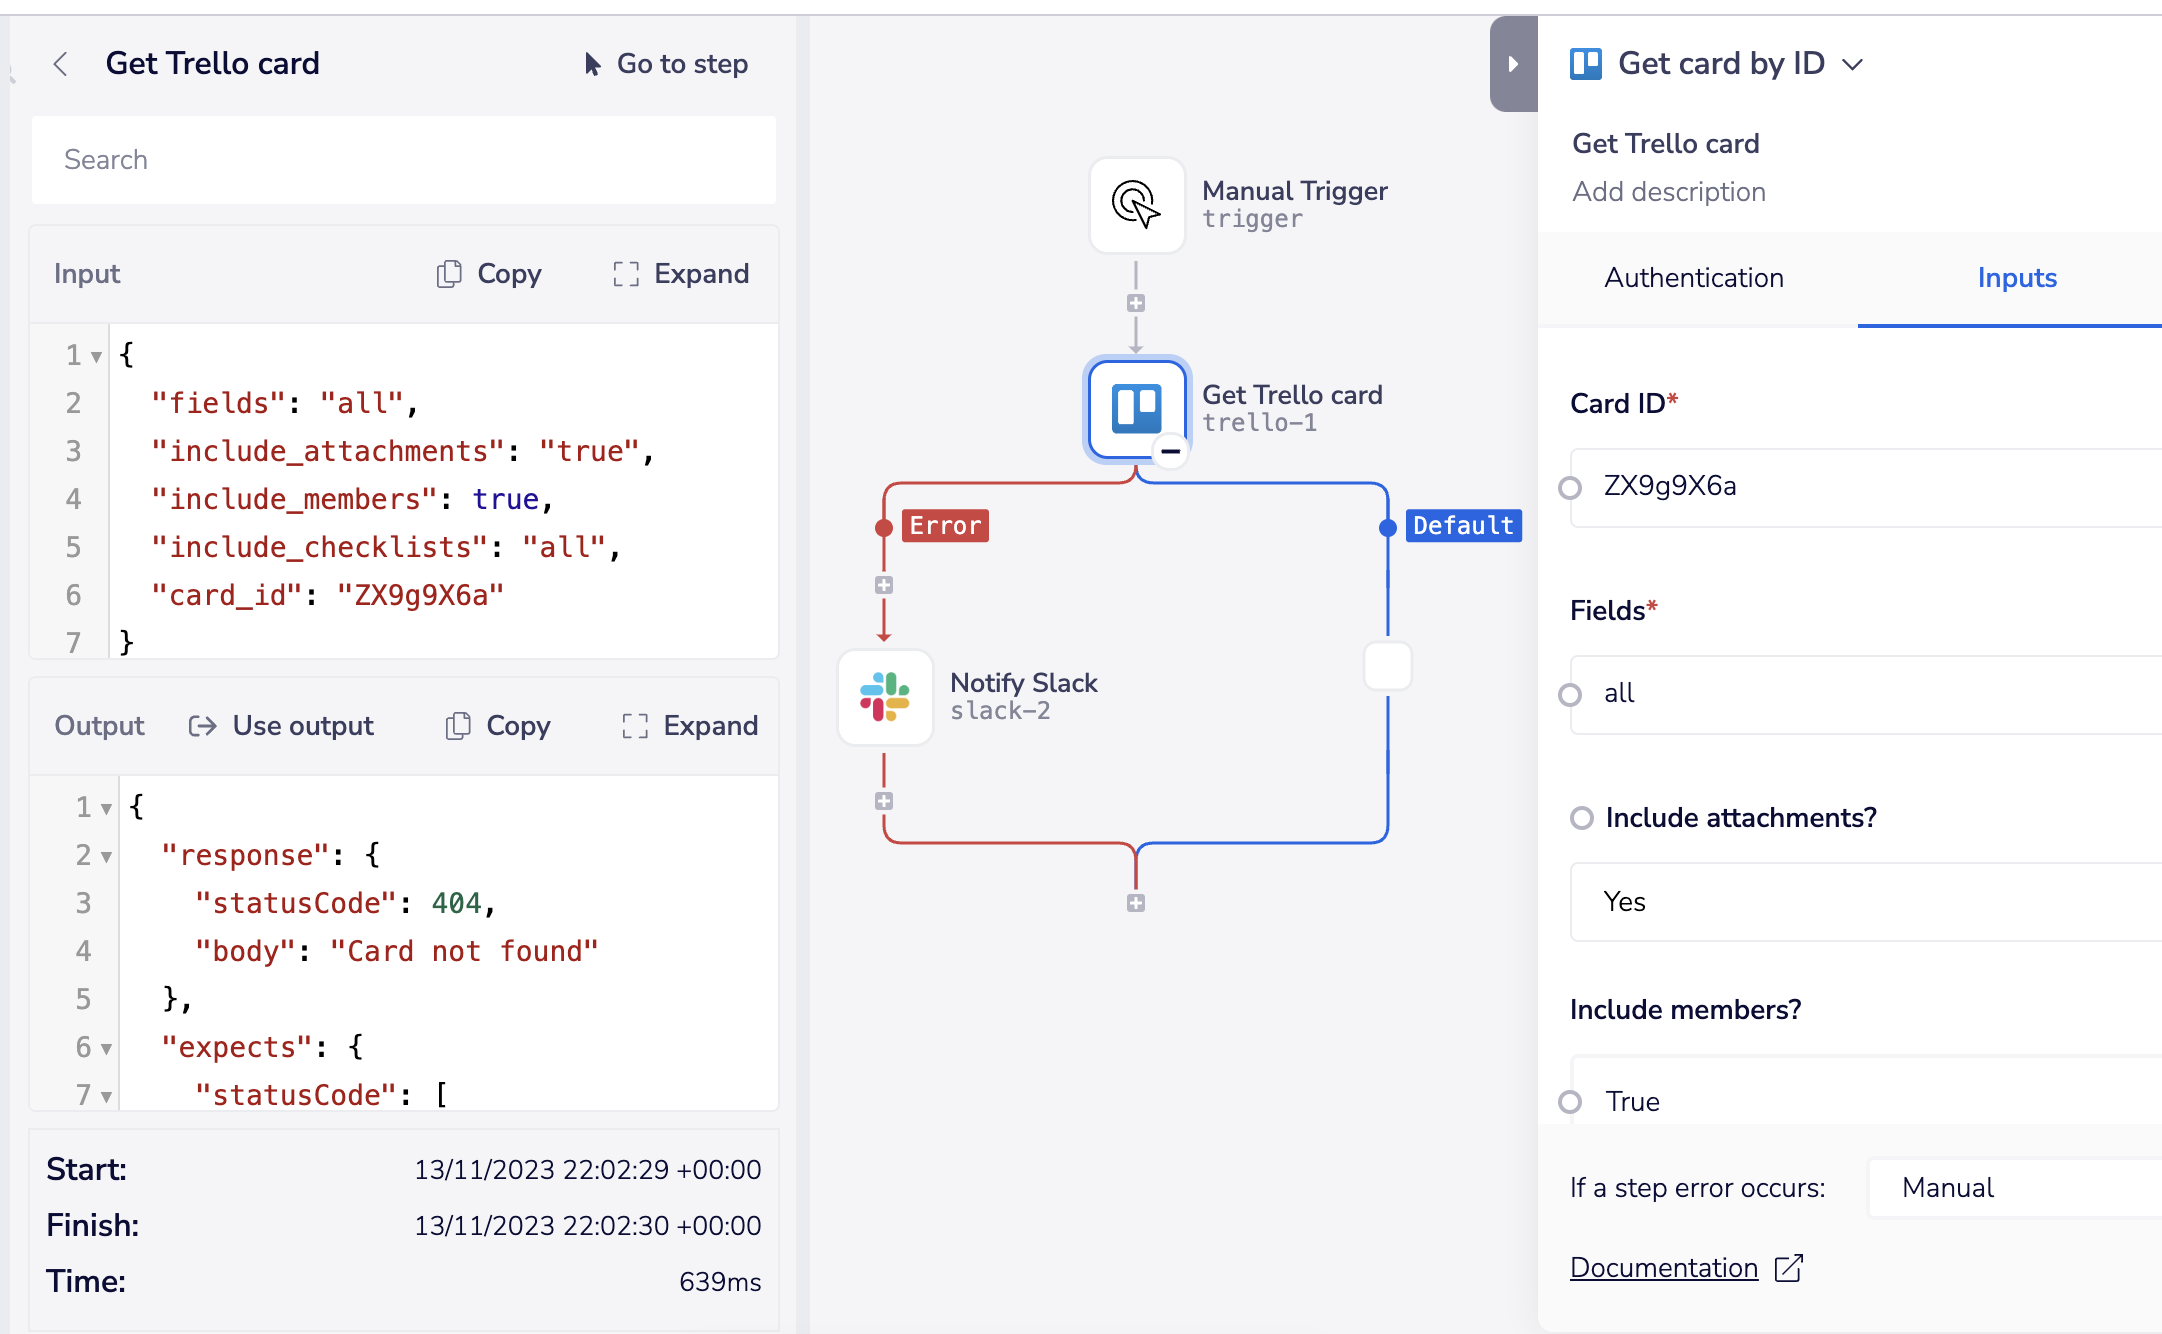 Get Trello card
Go to step
Search
Input
Copy
Expand
1 {
2 "fields": "all",
3 "include_attachments": "true",
4 "include_members": true,
5 "include_checklists": "all",
6 "card_id": "ZX9g9X6a"
7 }
Output
Use output
Copy
Expand
1 {
2 "response": {
3 "statusCode": 404,
4 "body": "Card not found"
5 },
6 "expects": {
7 "statusCode": [
Start: 13/11/2023 22:02:29 +00:00
Finish: 13/11/2023 22:02:30 +00:00
Time: 639ms
Manual Trigger
trigger
Get Trello card
trello-1
Error
Default
Notify Slack
slack-2
Get card by ID
Get Trello card
Add description
Authentication
Inputs
Card ID*
ZX9g9X6a
Fields*
all
Include attachments?
Yes
Include members?
True
If a step error occurs: Manual
Documentation